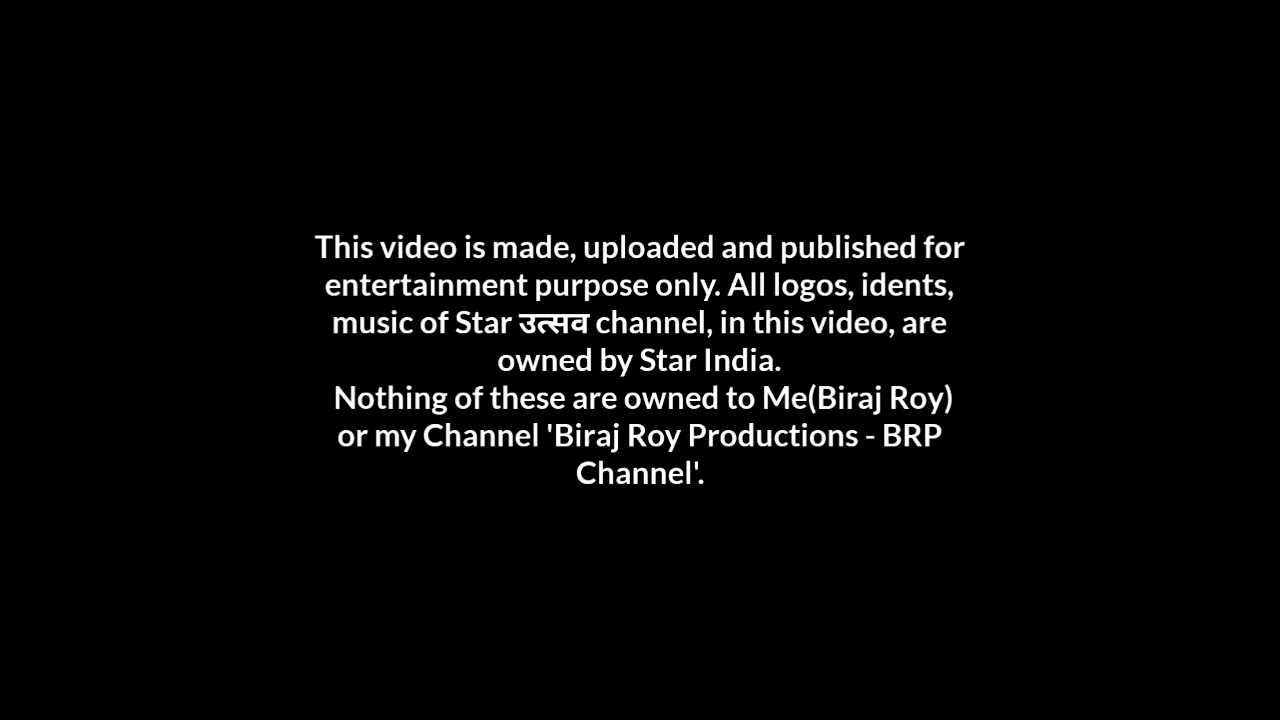 This video is made, uploaded and published for
entertainment purpose only. All logos, idents,
music of Star उत्सव channel, in this video, are
owned by Star India.
Nothing of these are owned to Me(Biraj Roy)
or my Channel 'Biraj Roy Productions - BRP
Channel'.